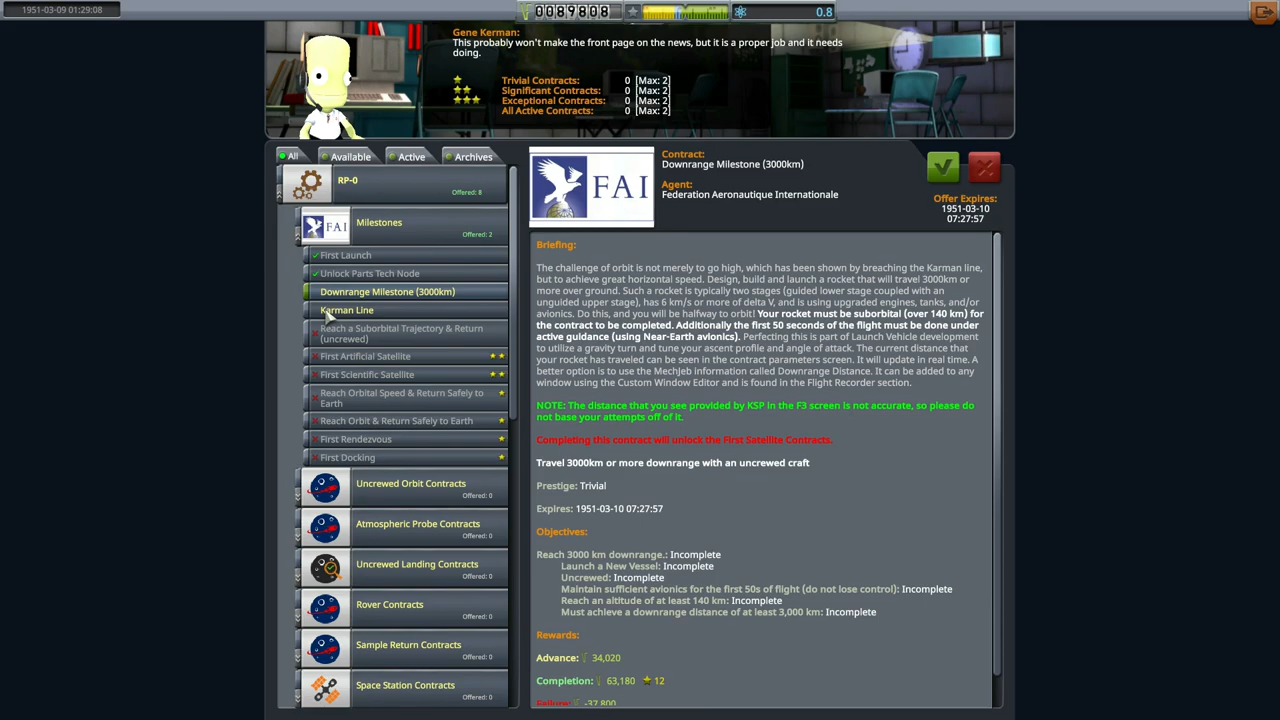 1951-03-09 01:29:08
0089808
0.8
Gene Kerman:
This probably won't make the front page on the news, but it is a proper job and it needs
doing.
Trivial Contracts: 0 [Max: 2]
Significant Contracts: 0 [Max: 2]
Exceptional Contracts: 0 [Max: 2]
All Active Contracts: 0 [Max: 2]
All
Available
Active
Archives
RP-0
Offered: 8
FAI
Milestones
Offered: 2
First Launch
Unlock Parts Tech Node
Downrange Milestone (3000km)
Karman Line
Reach a Suborbital Trajectory & Return
(uncrewed)
First Artificial Satellite
First Scientific Satellite
Reach Orbital Speed & Return Safely to
Earth
Reach Orbit & Return Safely to Earth
First Rendezvous
First Docking
Uncrewed Orbit Contracts
Offered: 0
Atmospheric Probe Contracts
Offered: 0
Uncrewed Landing Contracts
Offered: 0
Rover Contracts
Offered: 0
Sample Return Contracts
Offered: 0
Space Station Contracts
Offered: 0
FAI
Contract:
Downrange Milestone (3000km)
Agent:
Federation Aeronautique Internationale
Offer Expires:
1951-03-10
07:27:57
Briefing:
The challenge of orbit is not merely to go high, which has been shown by breaching the Karman line,
but to achieve great horizontal speed. Design, build and launch a rocket that will travel 3000km or
more over ground. Such a rocket is typically two stages (guided lower stage coupled with an
unguided upper stage), has 6 km/s or more of delta V, and is using upgraded engines, tanks, and/or
avionics. Do this, and you will be halfway to orbit! Your rocket must be suborbital (over 140 km) for
the contract to be completed. Additionally the first 50 seconds of the flight must be done under
active guidance (using Near-Earth avionics). Perfecting this is part of Launch Vehicle development
to utilize a gravity turn and tune your ascent profile and angle of attack. The current distance that
your rocket has traveled can be seen in the contract parameters screen. It will update in real time. A
better option is to use the MechJeb information called Downrange Distance. It can be added to any
window using the Custom Window Editor and is found in the Flight Recorder section.
NOTE: The distance that you see provided by KSP in the F3 screen is not accurate, so please do
not base your attempts off of it.
Completing this contract will unlock the First Satellite Contracts.
Travel 3000km or more downrange with an uncrewed craft
Prestige: Trivial
Expires: 1951-03-10 07:27:57
Objectives:
Reach 3000 km downrange.: Incomplete
Launch a New Vessel: Incomplete
Uncrewed: Incomplete
Maintain sufficient avionics for the first 50s of flight (do not lose control): Incomplete
Reach an altitude of at least 140 km: Incomplete
Must achieve a downrange distance of at least 3,000 km: Incomplete
Rewards:
Advance: 34,020
Completion: 63,180 12
Failure: -37,800